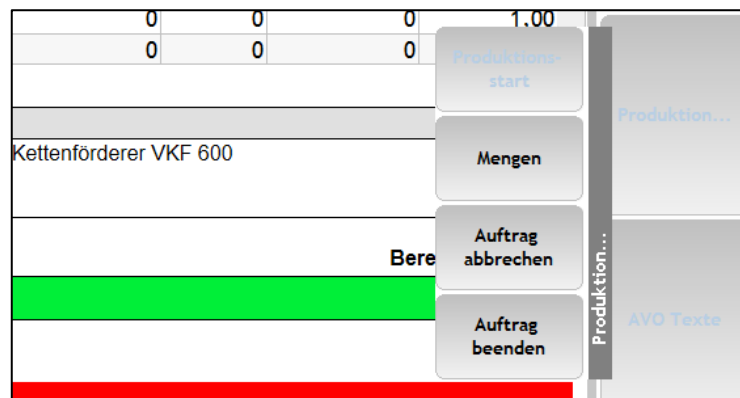 0 0 0 1,00
0 0 0
Produktions-
start
Produktion...
Kettenförderer VKF 600
Mengen
Auftrag
abbrechen
Bere
Produktion...
Auftrag
beenden
AVO Texte